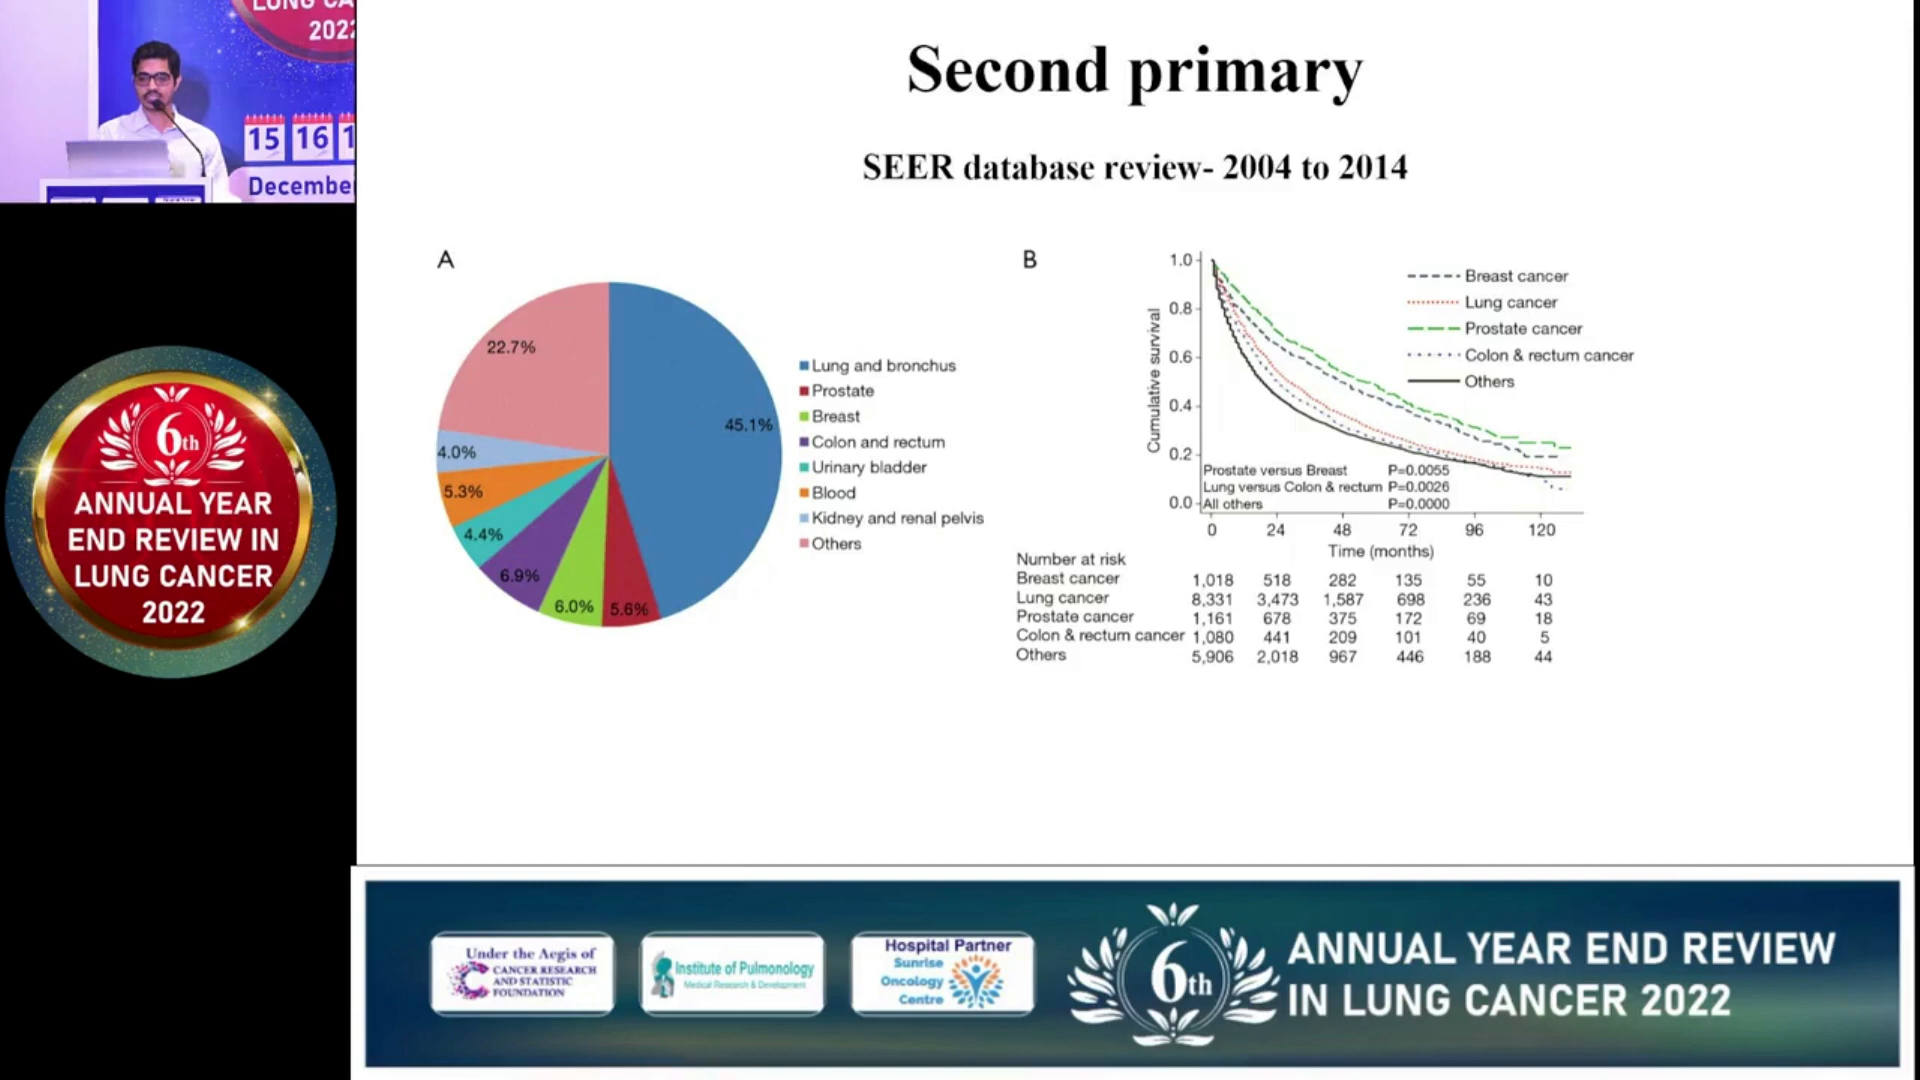 LUNG CA
2022
15 16 1
Decembe
6th
ANNUAL YEAR
END REVIEW IN
LUNG CANCER
2022
Second primary
SEER database review- 2004 to 2014
A
22.7%
45.1%
4.0%
5.3%
4.4%
6.9%
6.0%
5.6%
Lung and bronchus
Prostate
Breast
Colon and rectum
Urinary bladder
Blood
Kidney and renal pelvis
Others
B
Cumulative survival
1.0
0.8
0.6
0.4
0.2
0.0
Breast cancer
Lung cancer
Prostate cancer
Colon & rectum cancer
Others
Prostate versus Breast P=0.0055
Lung versus Colon & rectum P=0.0026
All others P=0.0000
0 24 48 72 96 120
Time (months)
Number at risk
Breast cancer 1,018 518 282 135 55 10
Lung cancer 8,331 3,473 1,587 698 236 43
Prostate cancer 1,161 678 375 172 69 18
Colon & rectum cancer 1,080 441 209 101 40 5
Others 5,906 2,018 967 446 188 44
Under the Aegis of
CANCER RESEARCH
AND STATISTIC
FOUNDATION
Institute of Pulmonology
Medical Research & Development
Hospital Partner
Sunrise
Oncology
Centre
6th
ANNUAL YEAR END REVIEW
IN LUNG CANCER 2022